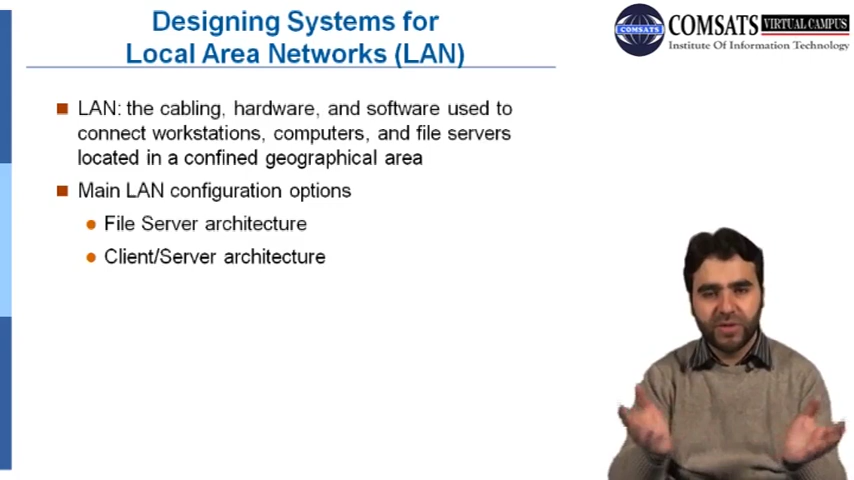 Designing Systems for
Local Area Networks (LAN)
COMSATS
COMSATS VIRTUAL CAMPUS
Institute Of Information Technology
LAN: the cabling, hardware, and software used to
connect workstations, computers, and file servers
located in a confined geographical area
Main LAN configuration options
File Server architecture
Client/Server architecture